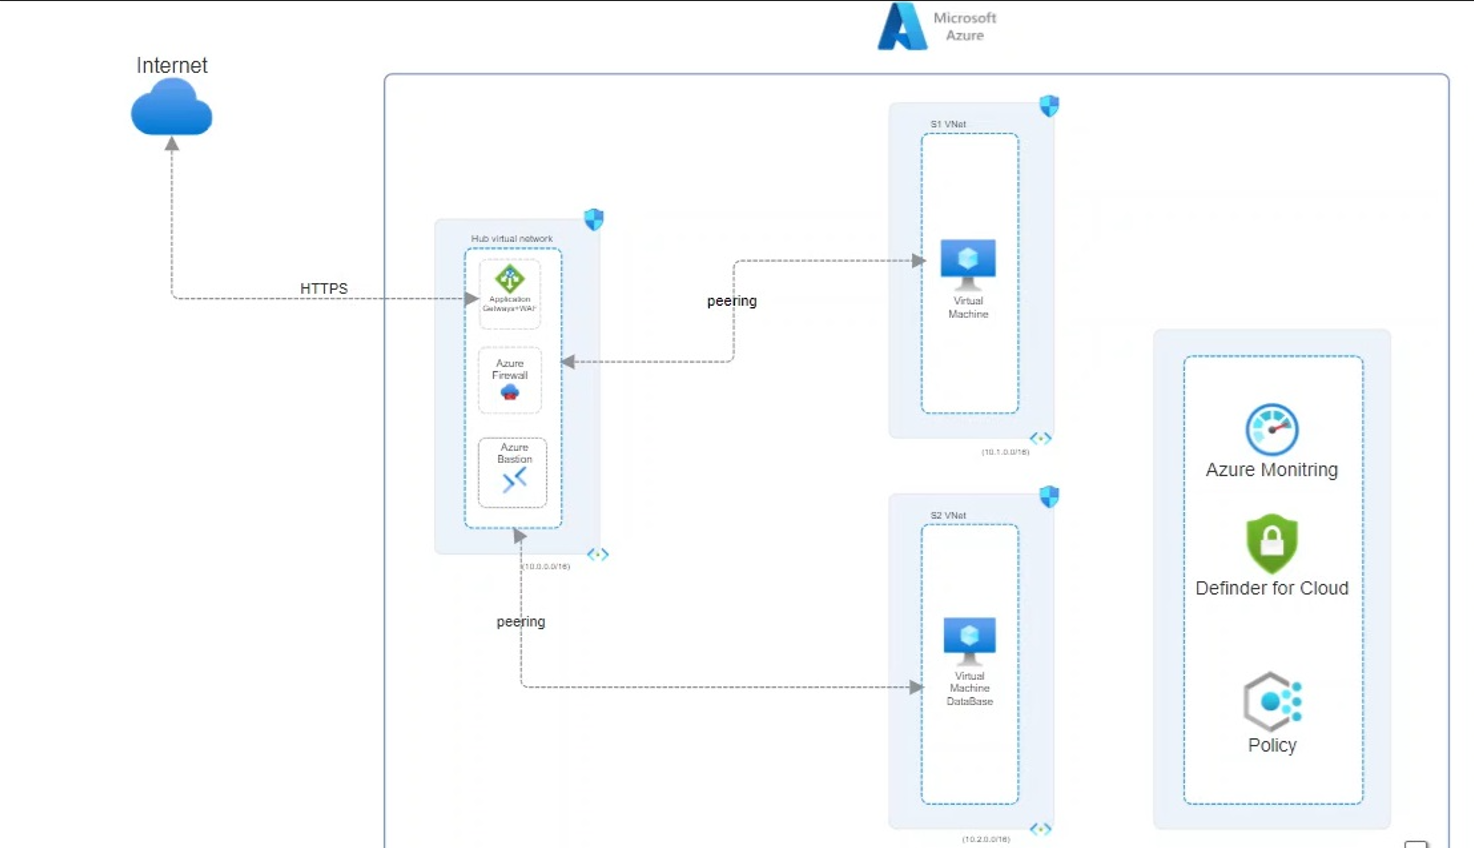 Microsoft
Azure
Internet
S1 VNet
Hub virtual network
Virtual
Machine
HTTPS
Application
Getways+WAF
peering
Azure
Firewall
Azure
Bastion
(10.1.0.0/16)
Azure Monitring
S2 VNet
(10.0.0.0/16)
Definder for Cloud
peering
Virtual
Machine
DataBase
Policy
(10.2.0.0/16)